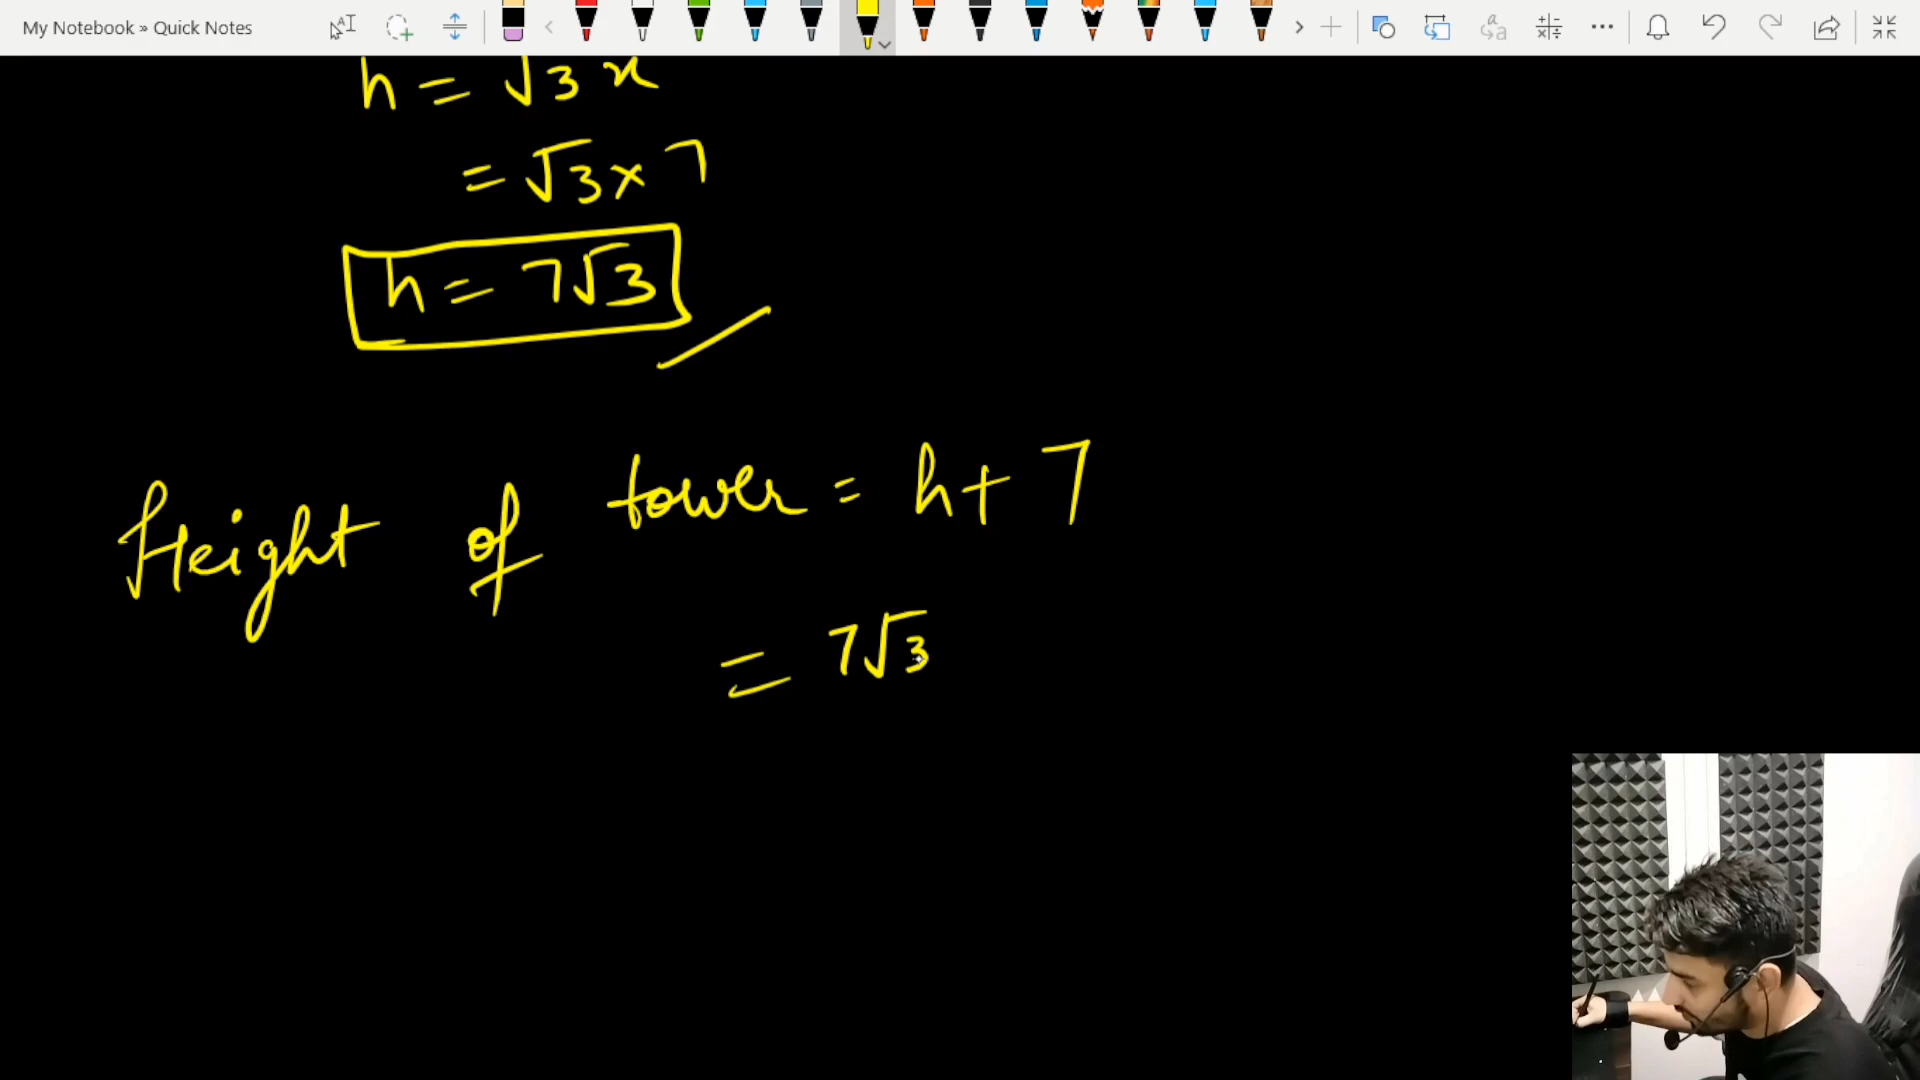 My Notebook » Quick Notes
h = √3 x
= √3 × 7
h = 7√3
Height of tower = h + 7
= 7√3